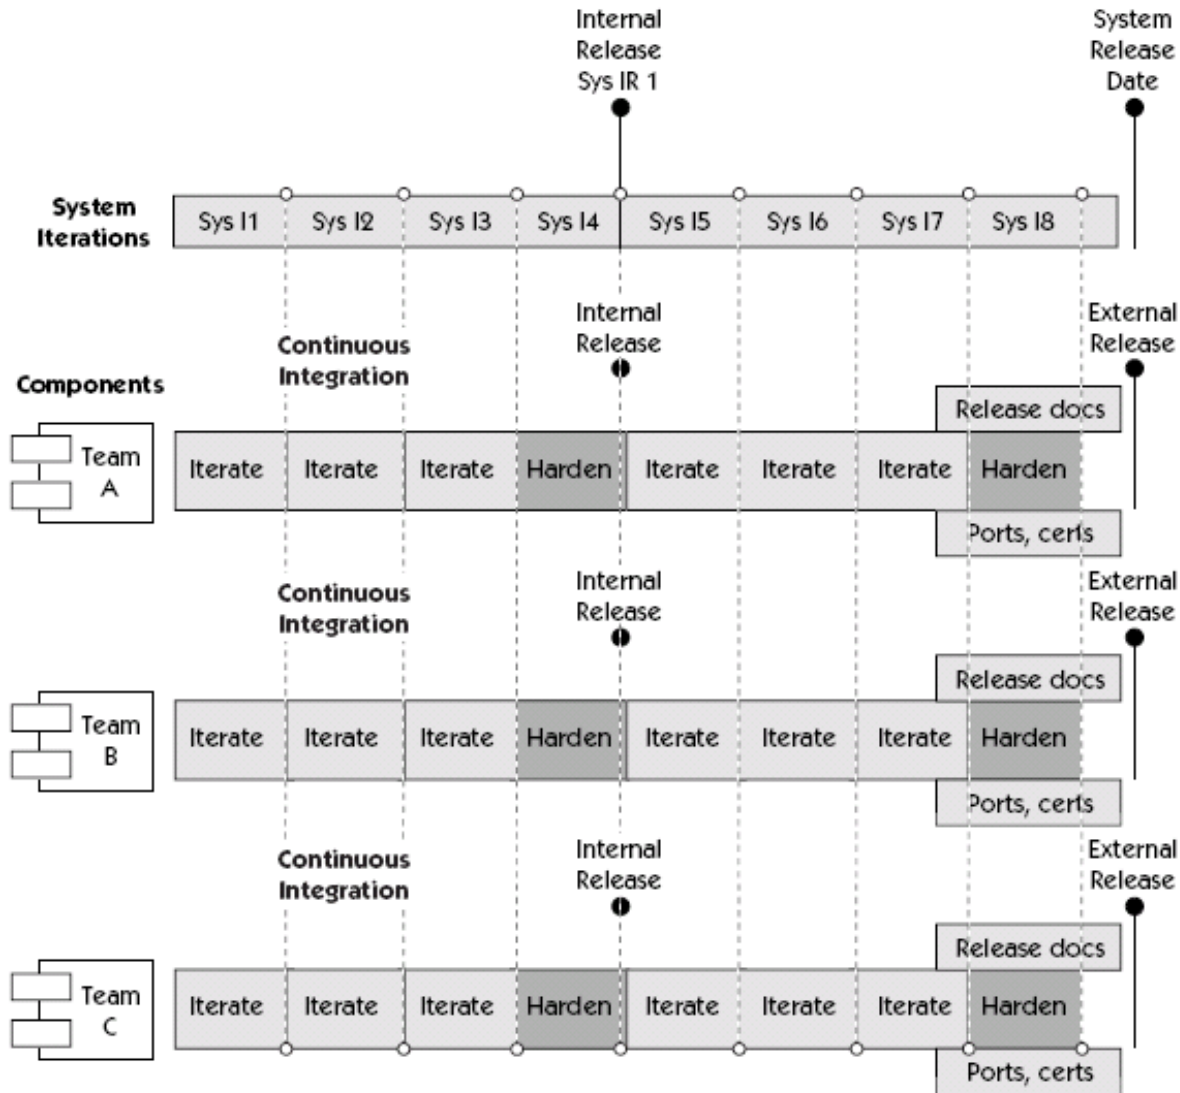 Internal
Release
Sys IR 1
System
Release
Date
System
Iterations
Sys I1
Sys I2
Sys I3
Sys I4
Sys I5
Sys I6
Sys I7
Sys I8
Components
Continuous
Integration
Internal
Release
External
Release
Release docs
Team
A
Iterate
Iterate
Iterate
Harden
Iterate
Iterate
Iterate
Harden
Ports, certs
Continuous
Integration
Internal
Release
External
Release
Release docs
Team
B
Iterate
Iterate
Iterate
Harden
Iterate
Iterate
Iterate
Harden
Ports, certs
Continuous
Integration
Internal
Release
External
Release
Release docs
Team
C
Iterate
Iterate
Iterate
Harden
Iterate
Iterate
Iterate
Harden
Ports, certs